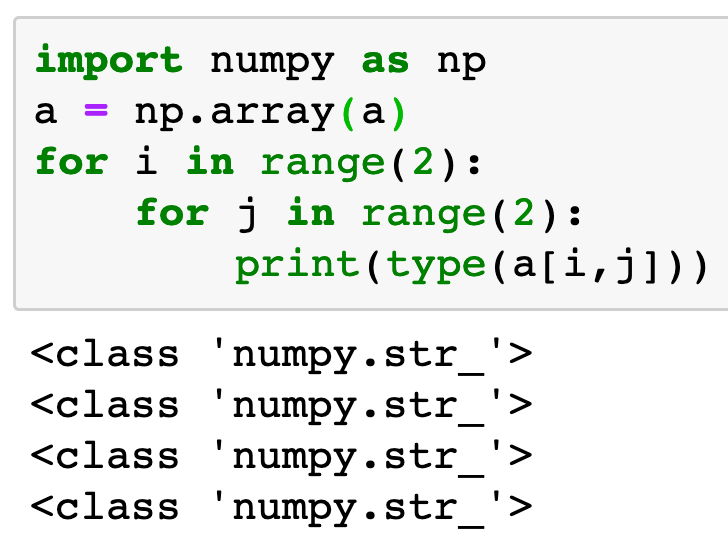 import numpy as np
a = np.array(a)
for i in range(2):
    for j in range(2):
        print(type(a[i,j]))
<class 'numpy.str_'>
<class 'numpy.str_'>
<class 'numpy.str_'>
<class 'numpy.str_'>